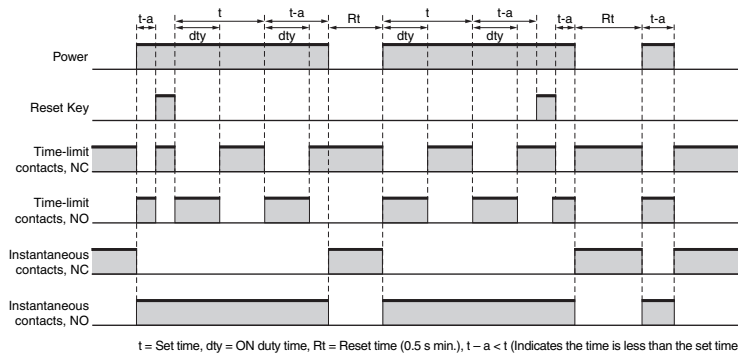 t-a t t-a Rt t t-a t-a Rt t-a
dty dty dty dty
Power
Reset Key
Time-limit
contacts, NC
Time-limit
contacts, NO
Instantaneous
contacts, NC
Instantaneous
contacts, NO
t = Set time, dty = ON duty time, Rt = Reset time (0.5 s min.), t – a < t (Indicates the time is less than the set time